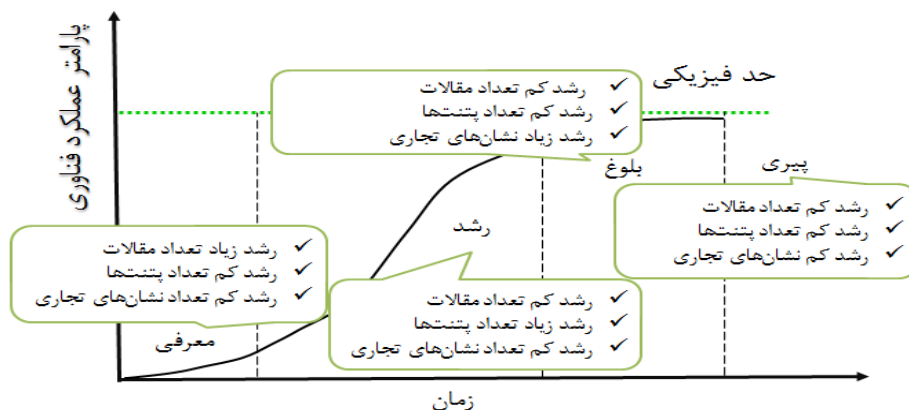 پارامتر عملکرد فناوری
حد فیزیکی
✓ رشد کم تعداد مقالات
✓ رشد کم تعداد پتنت‌ها
✓ رشد زیاد نشان‌های تجاری
بلوغ
پیری
✓ رشد کم تعداد مقالات
✓ رشد کم تعداد پتنت‌ها
✓ رشد کم نشان‌های تجاری
رشد
✓ رشد زیاد تعداد مقالات
✓ رشد کم تعداد پتنت‌ها
✓ رشد کم تعداد نشان‌های تجاری
معرفی
✓ رشد کم تعداد مقالات
✓ رشد زیاد تعداد پتنت‌ها
✓ رشد کم تعداد نشان‌های تجاری
زمان